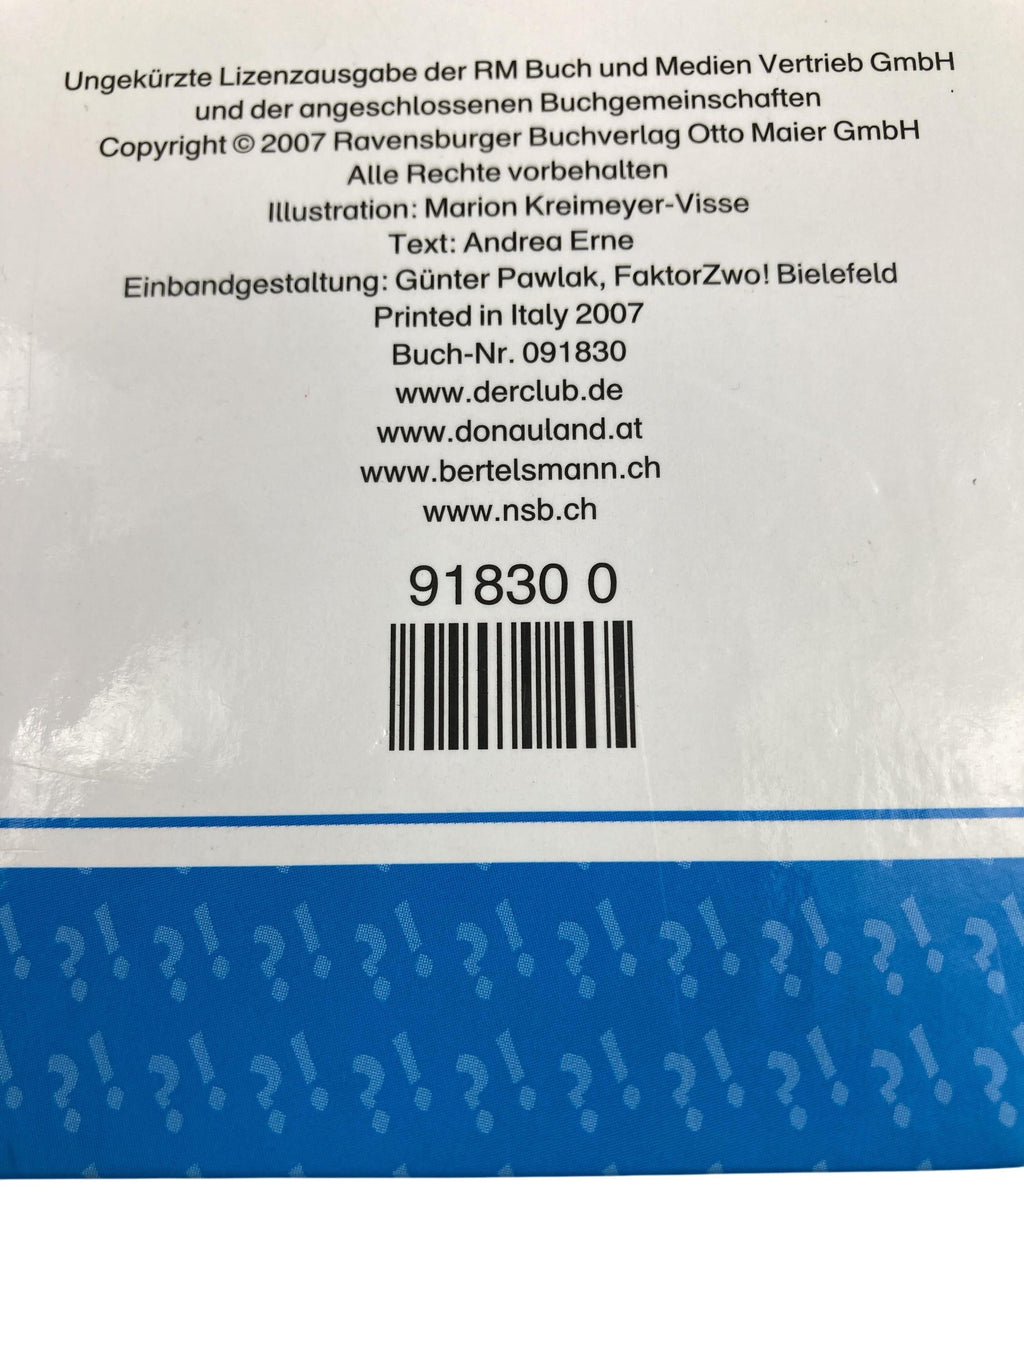 Ungekürzte Lizenzausgabe der RM Buch und Medien Vertrieb GmbH
und der angeschlossenen Buchgemeinschaften
Copyright © 2007 Ravensburger Buchverlag Otto Maier GmbH
Alle Rechte vorbehalten
Illustration: Marion Kreimeyer-Visse
Text: Andrea Erne
Einbandgestaltung: Günter Pawlak, FaktorZwo! Bielefeld
Printed in Italy 2007
Buch-Nr. 091830
www.derclub.de
www.donauland.at
www.bertelsmann.ch
www.nsb.ch
91830 0